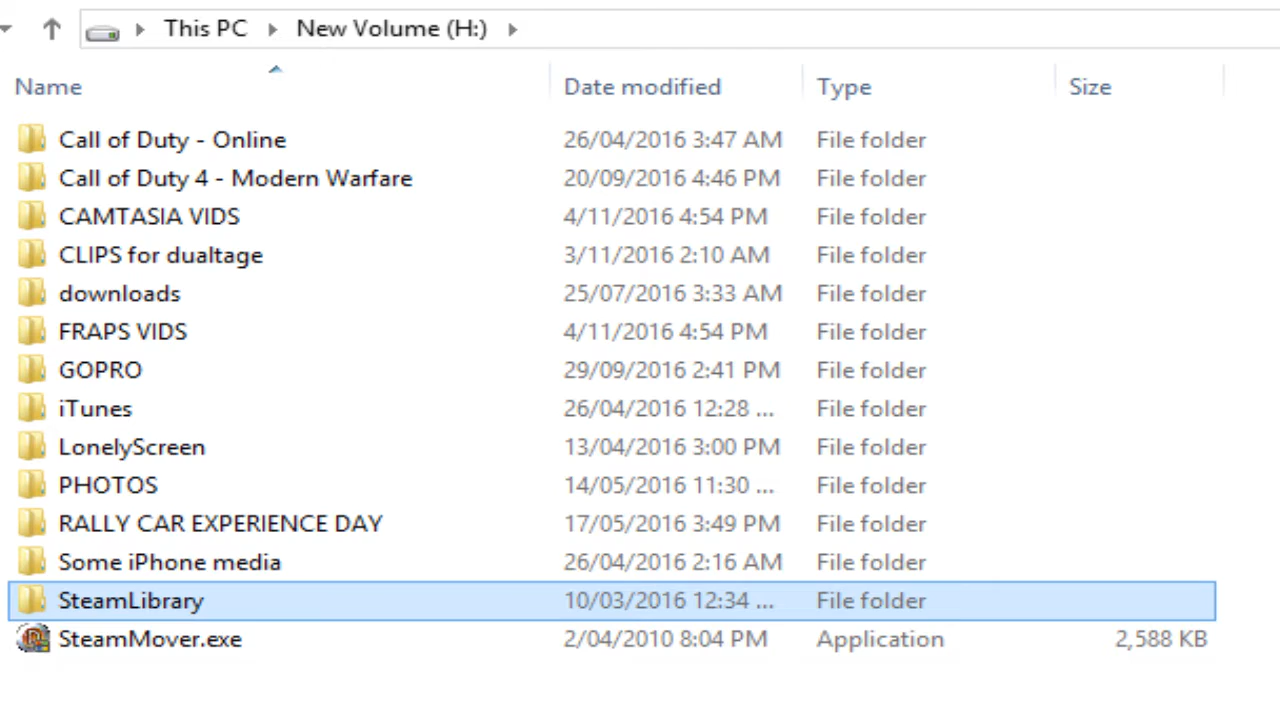 This PC New Volume (H:)
Name Date modified Type Size
Call of Duty - Online 26/04/2016 3:47 AM File folder
Call of Duty 4 - Modern Warfare 20/09/2016 4:46 PM File folder
CAMTASIA VIDS 4/11/2016 4:54 PM File folder
CLIPS for dualtage 3/11/2016 2:10 AM File folder
downloads 25/07/2016 3:33 AM File folder
FRAPS VIDS 4/11/2016 4:54 PM File folder
GOPRO 29/09/2016 2:41 PM File folder
iTunes 26/04/2016 12:28 ... File folder
LonelyScreen 13/04/2016 3:00 PM File folder
PHOTOS 14/05/2016 11:30 ... File folder
RALLY CAR EXPERIENCE DAY 17/05/2016 3:49 PM File folder
Some iPhone media 26/04/2016 2:16 AM File folder
SteamLibrary 10/03/2016 12:34 ... File folder
SteamMover.exe 2/04/2010 8:04 PM Application 2,588 KB